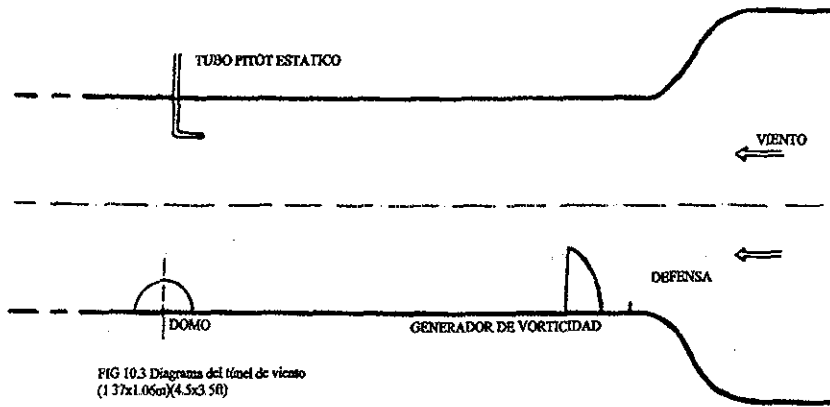 TUBO PITOT ESTATICO
VIENTO
DEFENSA
DOMO
GENERADOR DE VORTICIDAD
FIG 10.3 Diagrama del túnel de viento
(1 37x1.06m)(4.5x3.5ft)